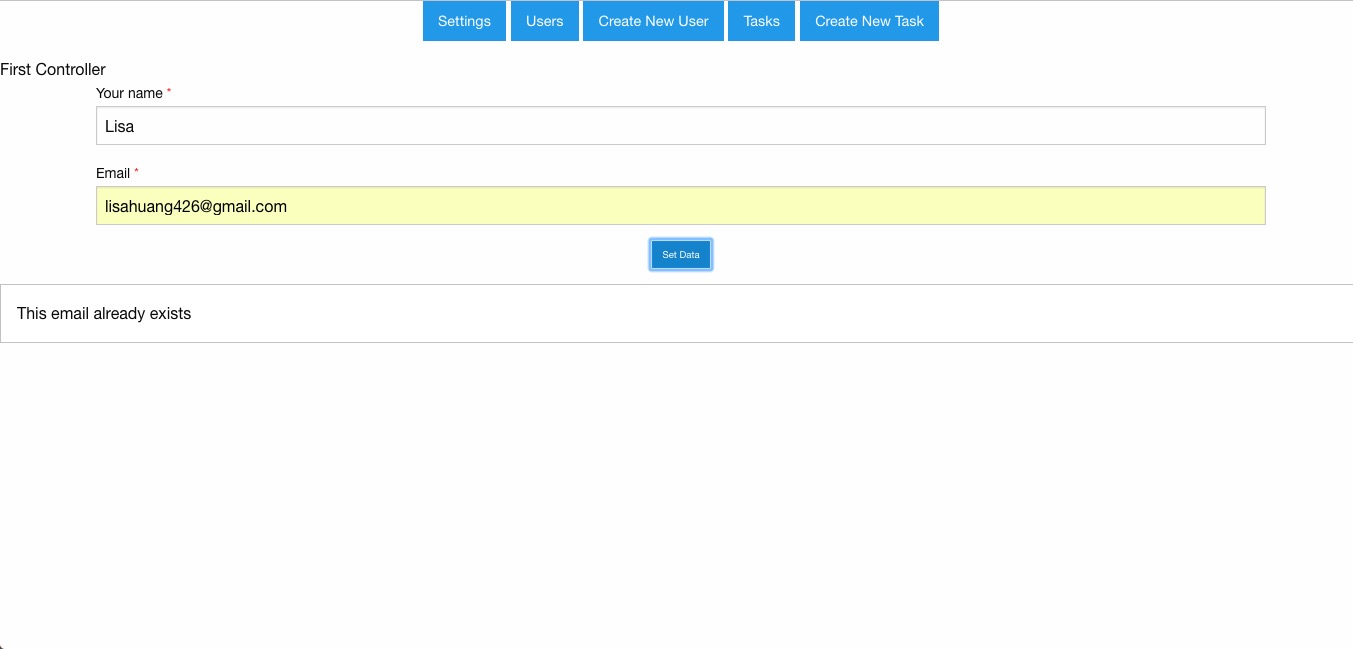 Settings Users Create New User Tasks Create New Task
First Controller
Your name *
Lisa
Email *
lisahuang426@gmail.com
Set Data
This email already exists